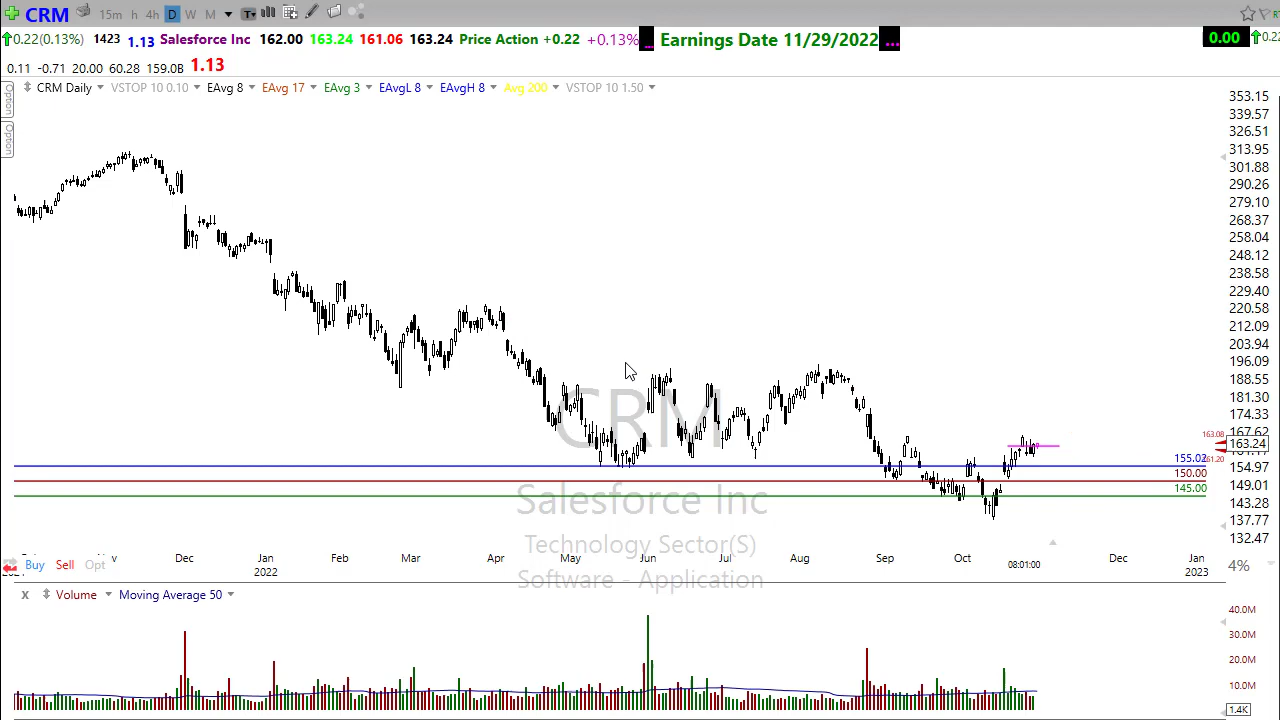 CRM 15m h 4h D W M T
0.22(0.13%) 1423 1.13 Salesforce Inc 162.00 163.24 161.06 163.24 Price Action +0.22 +0.13% ... Earnings Date 11/29/2022 ... 0.00
0.11 -0.71 20.00 60.28 159.0B 1.13
Option
Option
CRM Daily VSTOP 10 0.10 EAvg 8 EAvg 17 EAvg 3 EAvgL 8 EAvgH 8 Avg 200 VSTOP 10 1.50
353.15
339.57
326.51
313.95
301.88
290.26
279.10
268.37
258.04
248.12
238.58
229.40
220.58
212.09
203.94
196.09
188.55
181.30
174.33
167.62
163.08
163.24
161.20
155.02
154.97
150.00
149.01
145.00
143.28
137.77
132.47
CRM
Salesforce Inc
Technology Sector(S)
Software - Application
Dec Jan Feb Mar Apr May Jun Jul Aug Sep Oct Dec Jan
2022 08:01:00 2023
Buy Sell Opt
4%
x Volume Moving Average 50
40.0M
30.0M
20.0M
10.0M
1.4K